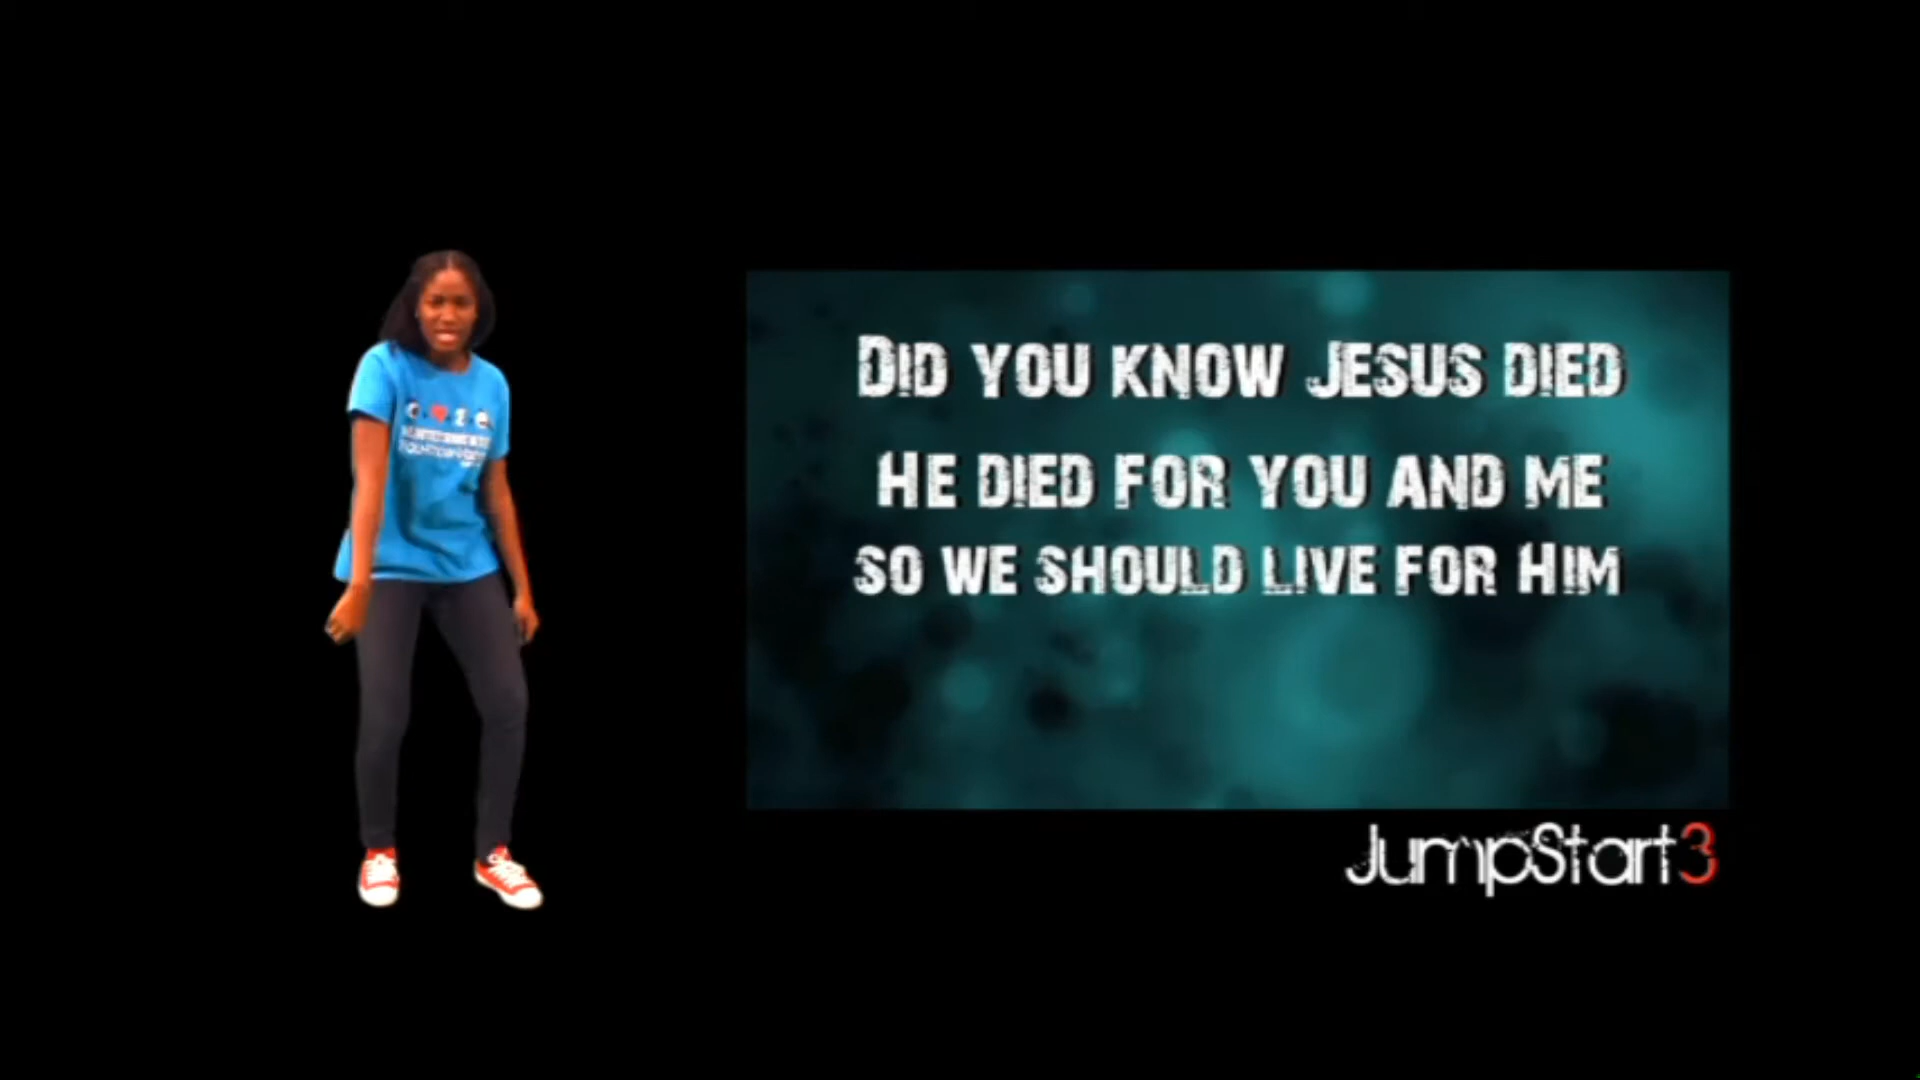 DID YOU KNOW JESUS DIED
HE DIED FOR YOU AND ME
SO WE SHOULD LIVE FOR HIM
JumpStart3